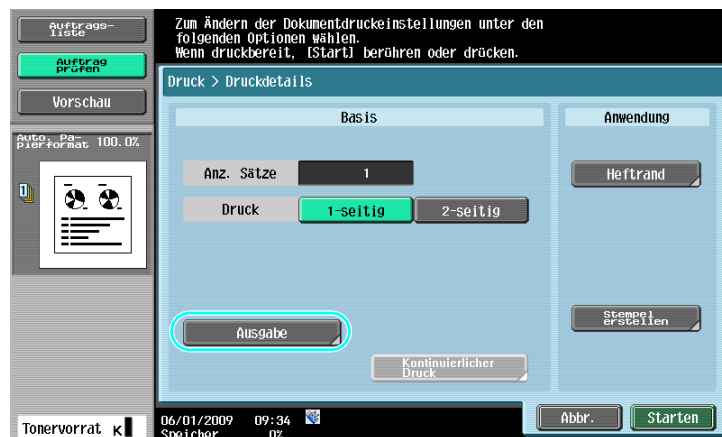 Auftrags-
liste
Auftrag
prüfen
Vorschau
Auto. Pa-
pierformat 100.0%
Tonervorrat K
Zum Ändern der Dokumentdruckeinstellungen unter den
folgenden Optionen wählen.
Wenn druckbereit, [Start] berühren oder drücken.
Druck > Druckdetails
Basis
Anz. Sätze 1
Druck 1-seitig 2-seitig
Ausgabe
Kontinuierlicher
Druck
Anwendung
Heftrand
Stempel
erstellen
06/01/2009 09:34
Speicher 0%
Abbr. Starten